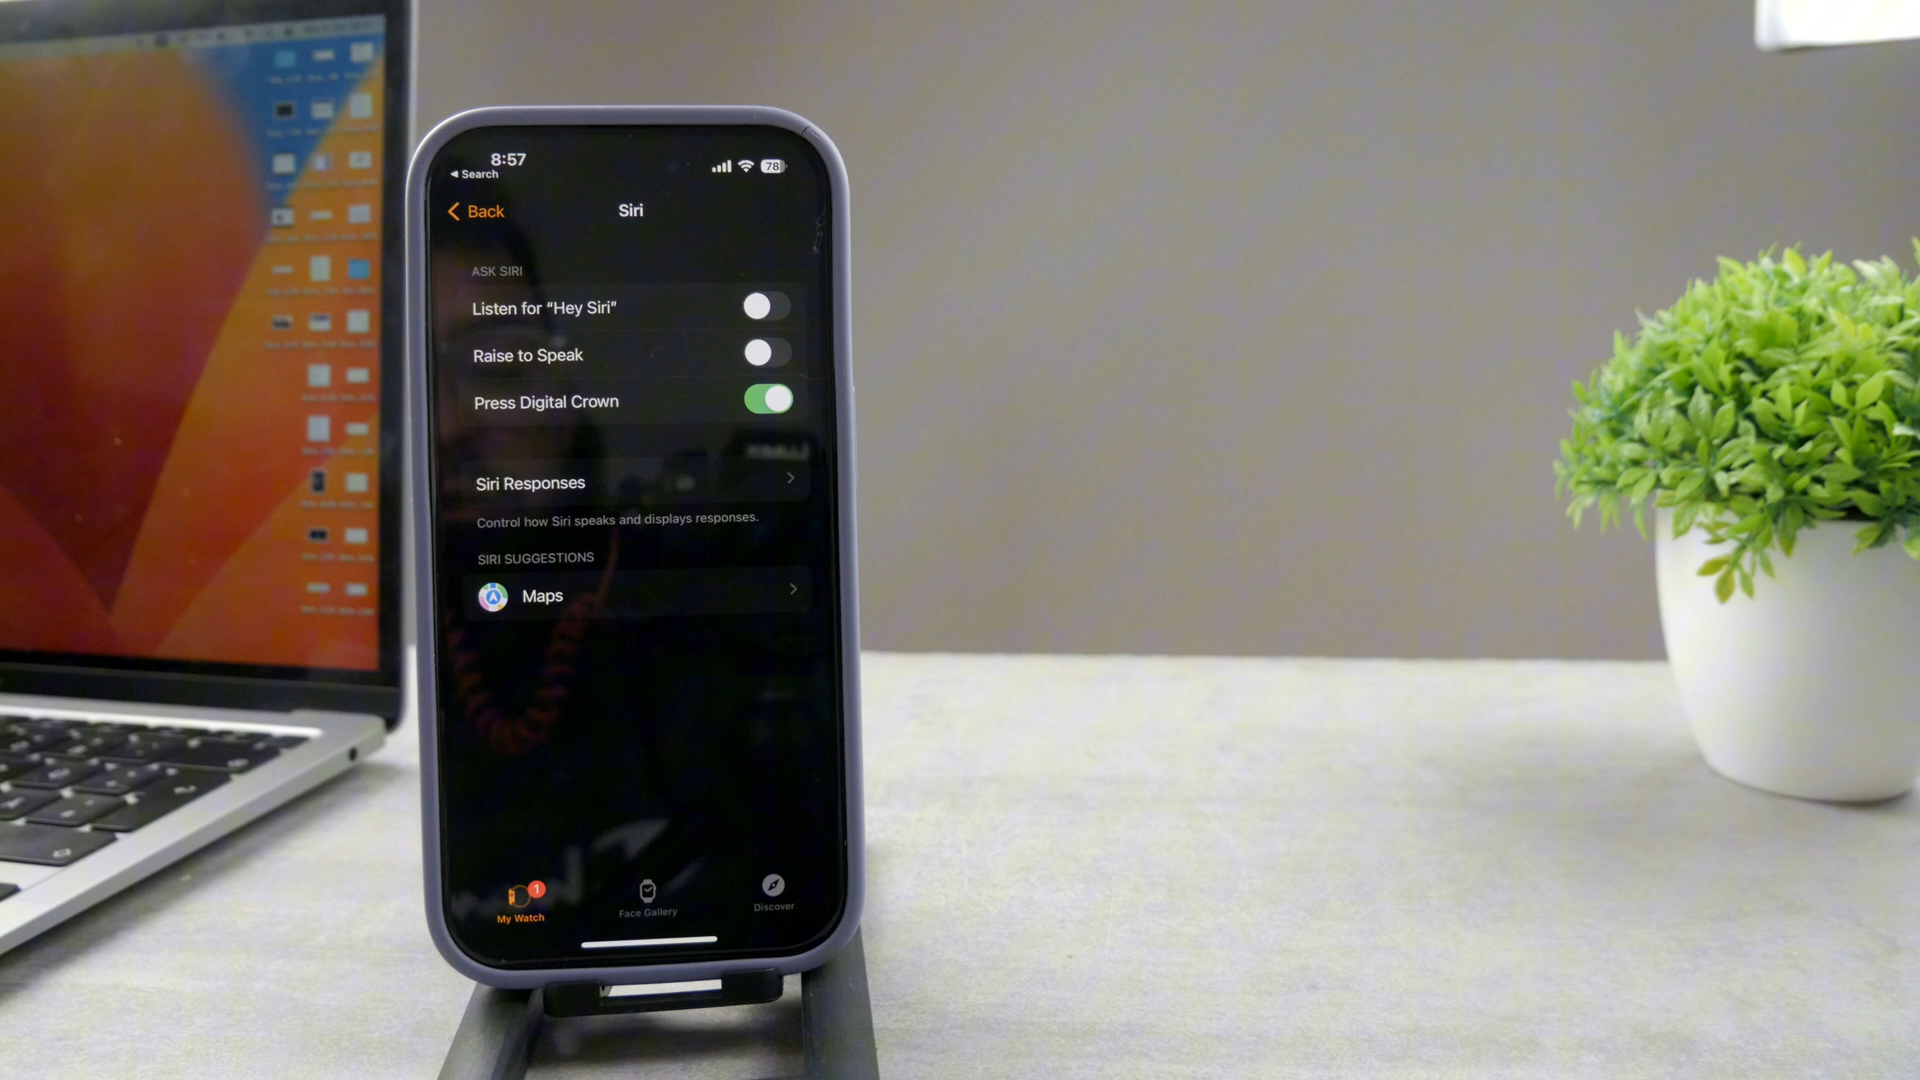 8:57
78
Search
Back
Siri
ASK SIRI
Listen for “Hey Siri”
Raise to Speak
Press Digital Crown
Siri Responses
Control how Siri speaks and displays responses.
SIRI SUGGESTIONS
Maps
1
My Watch
Face Gallery
Discover